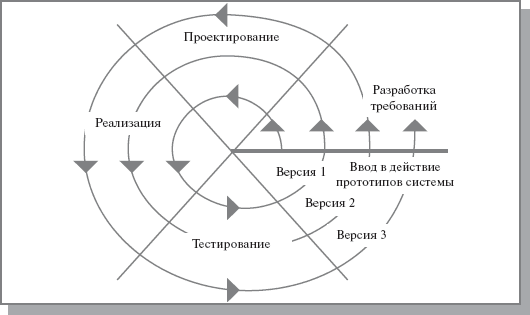 Проектирование
Разработка
требований
Реализация
Версия 1
Ввод в действие
прототипов системы
Версия 2
Версия 3
Тестирование